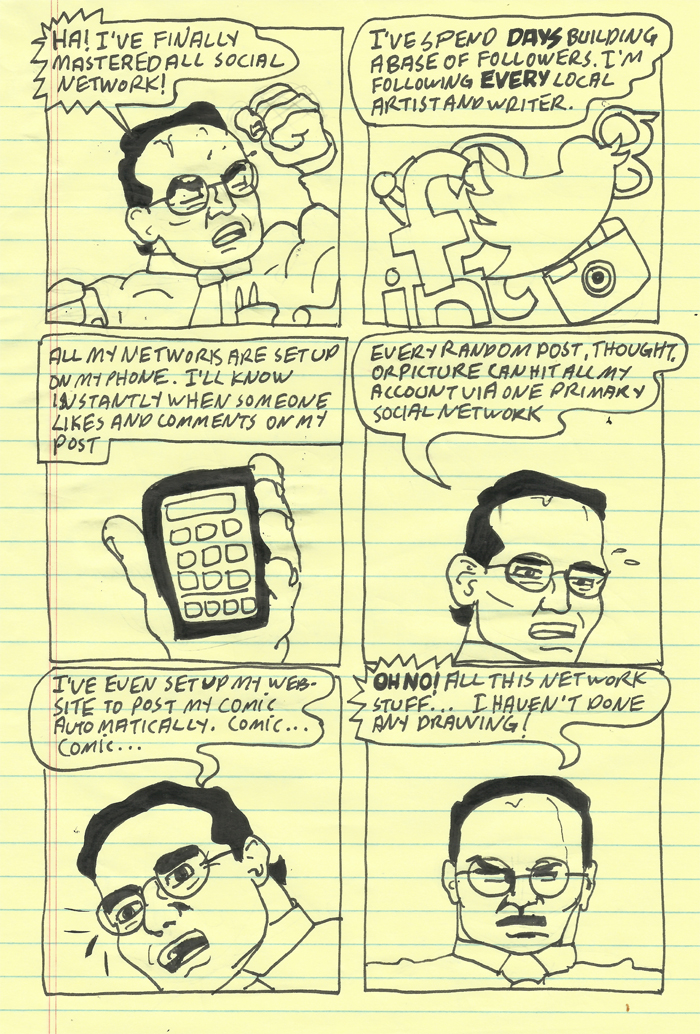 HA! I'VE FINALLY
MASTERED ALL SOCIAL
NETWORK!
I'VE SPEND DAYS BUILDING
A BASE OF FOLLOWERS. I'M
FOLLOWING EVERY LOCAL
ARTIST AND WRITER.
f
in
ALL MY NETWORKS ARE SET UP
ON MY PHONE. I'LL KNOW
INSTANTLY WHEN SOMEONE
LIKES AND COMMENTS ON MY
POST
EVERY RANDOM POST, THOUGHT,
OR PICTURE CAN HIT ALL MY
ACCOUNT VIA ONE PRIMARY
SOCIAL NETWORK
I'VE EVEN SET UP MY WEB-
SITE TO POST MY COMIC
AUTOMATICALLY. COMIC...
COMIC...
OH NO! ALL THIS NETWORK
STUFF... I HAVEN'T DONE
ANY DRAWING!